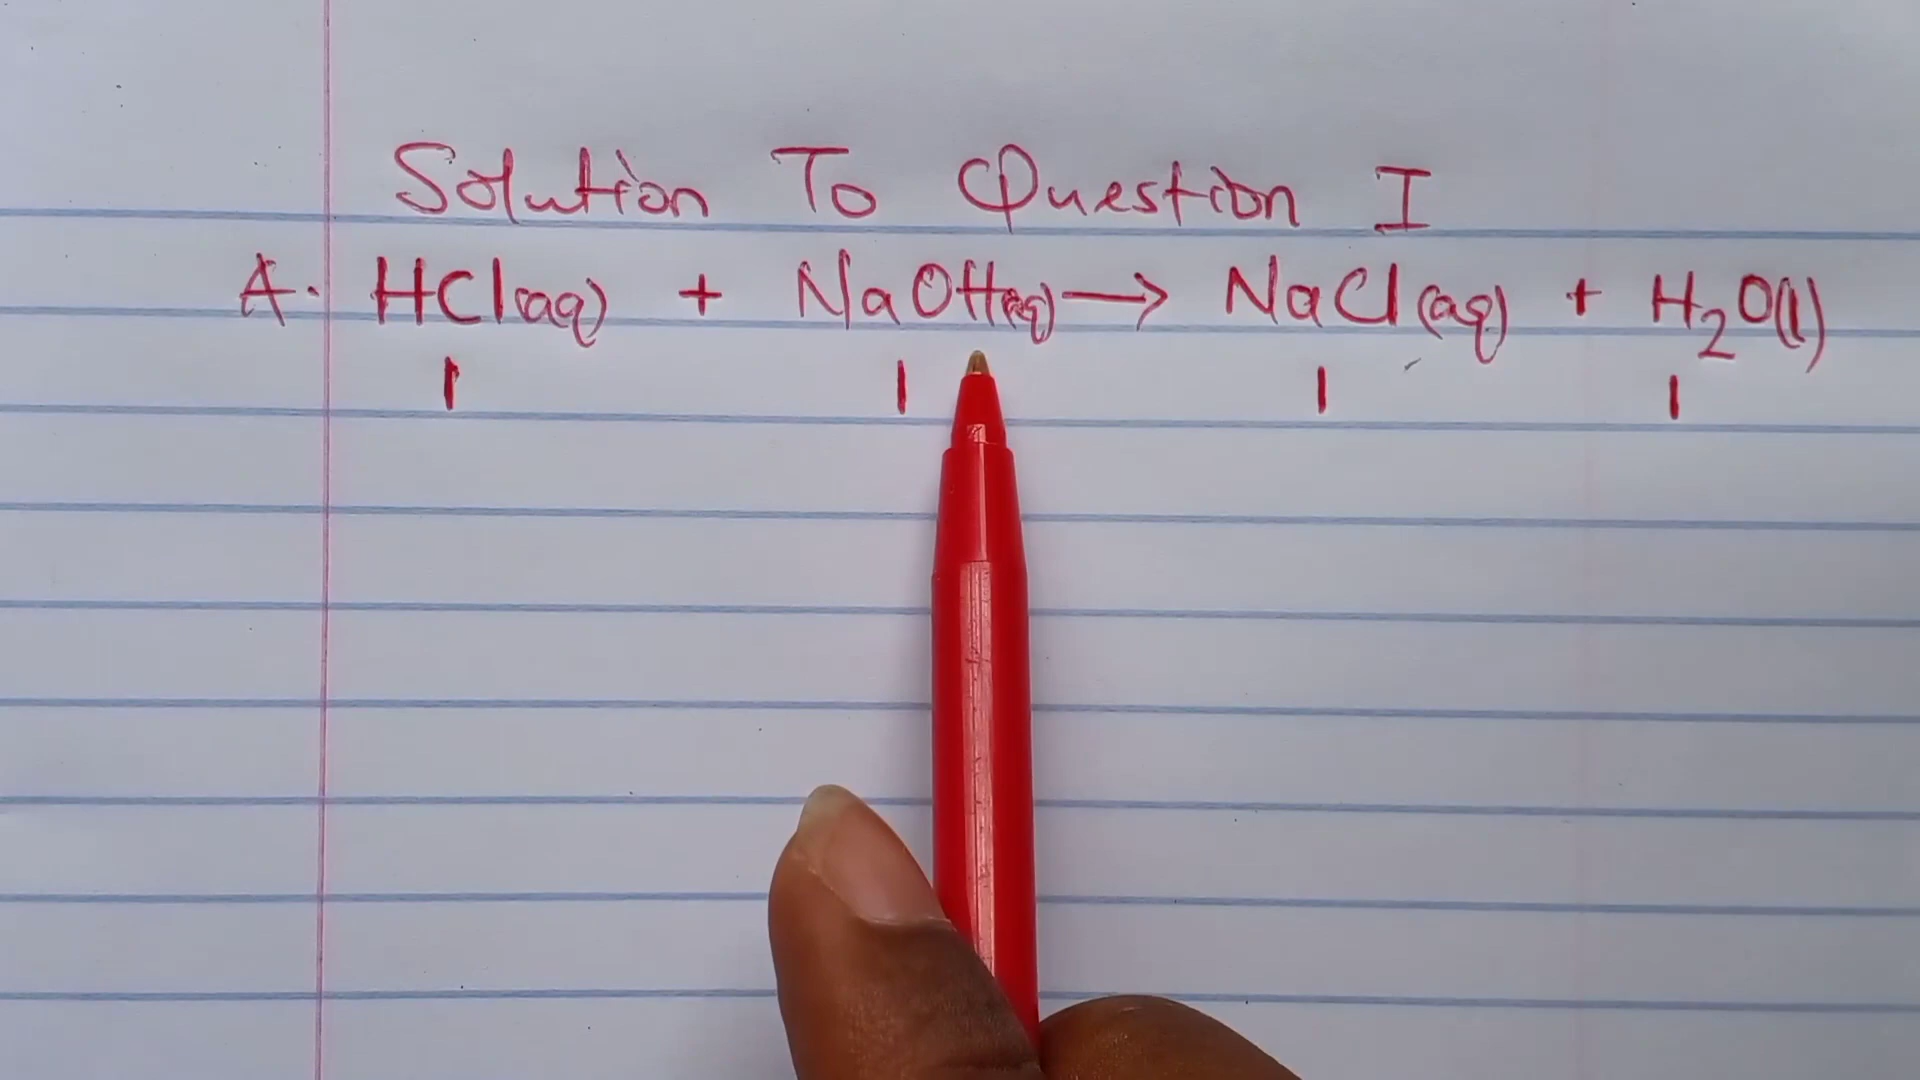 Solution To Question I
A. HCl(aq) + NaOH(aq) → NaCl(aq) + H₂O(l)
1 1 1 1